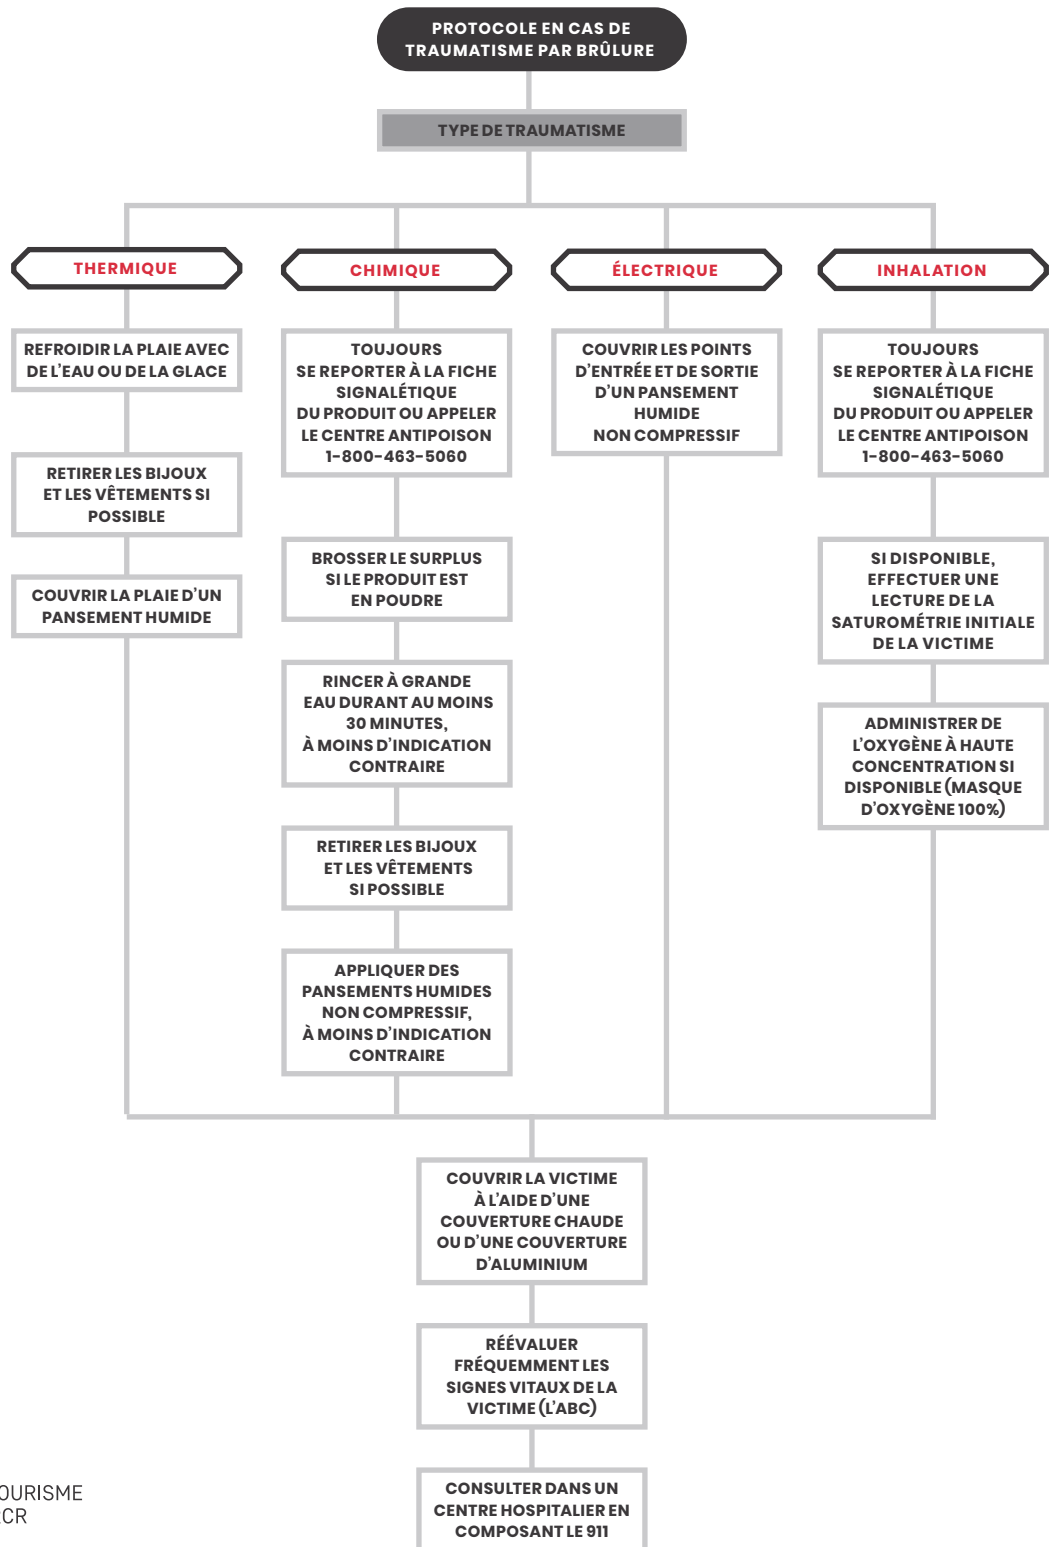 PROTOCOLE EN CAS DE
TRAUMATISME PAR BRÛLURE
TYPE DE TRAUMATISME
THERMIQUE
REFROIDIR LA PLAIE AVEC
DE L’EAU OU DE LA GLACE
RETIRER LES BIJOUX
ET LES VÊTEMENTS SI
POSSIBLE
COUVRIR LA PLAIE D’UN
PANSEMENT HUMIDE
CHIMIQUE
TOUJOURS
SE REPORTER À LA FICHE
SIGNALÉTIQUE
DU PRODUIT OU APPELER
LE CENTRE ANTIPOISON
1-800-463-5060
BROSSER LE SURPLUS
SI LE PRODUIT EST
EN POUDRE
RINCER À GRANDE
EAU DURANT AU MOINS
30 MINUTES,
À MOINS D’INDICATION
CONTRAIRE
RETIRER LES BIJOUX
ET LES VÊTEMENTS
SI POSSIBLE
APPLIQUER DES
PANSEMENTS HUMIDES
NON COMPRESSIF,
À MOINS D’INDICATION
CONTRAIRE
ÉLECTRIQUE
COUVRIR LES POINTS
D’ENTRÉE ET DE SORTIE
D’UN PANSEMENT
HUMIDE
NON COMPRESSIF
INHALATION
TOUJOURS
SE REPORTER À LA FICHE
SIGNALÉTIQUE
DU PRODUIT OU APPELER
LE CENTRE ANTIPOISON
1-800-463-5060
SI DISPONIBLE,
EFFECTUER UNE
LECTURE DE LA
SATUROMÉTRIE INITIALE
DE LA VICTIME
ADMINISTRER DE
L’OXYGÈNE À HAUTE
CONCENTRATION SI
DISPONIBLE (MASQUE
D’OXYGÈNE 100%)
COUVRIR LA VICTIME
À L’AIDE D’UNE
COUVERTURE CHAUDE
OU D’UNE COUVERTURE
D’ALUMINIUM
RÉÉVALUER
FRÉQUEMMENT LES
SIGNES VITAUX DE LA
VICTIME (L’ABC)
CONSULTER DANS UN
CENTRE HOSPITALIER EN
COMPOSANT LE 911
OURISME
CR